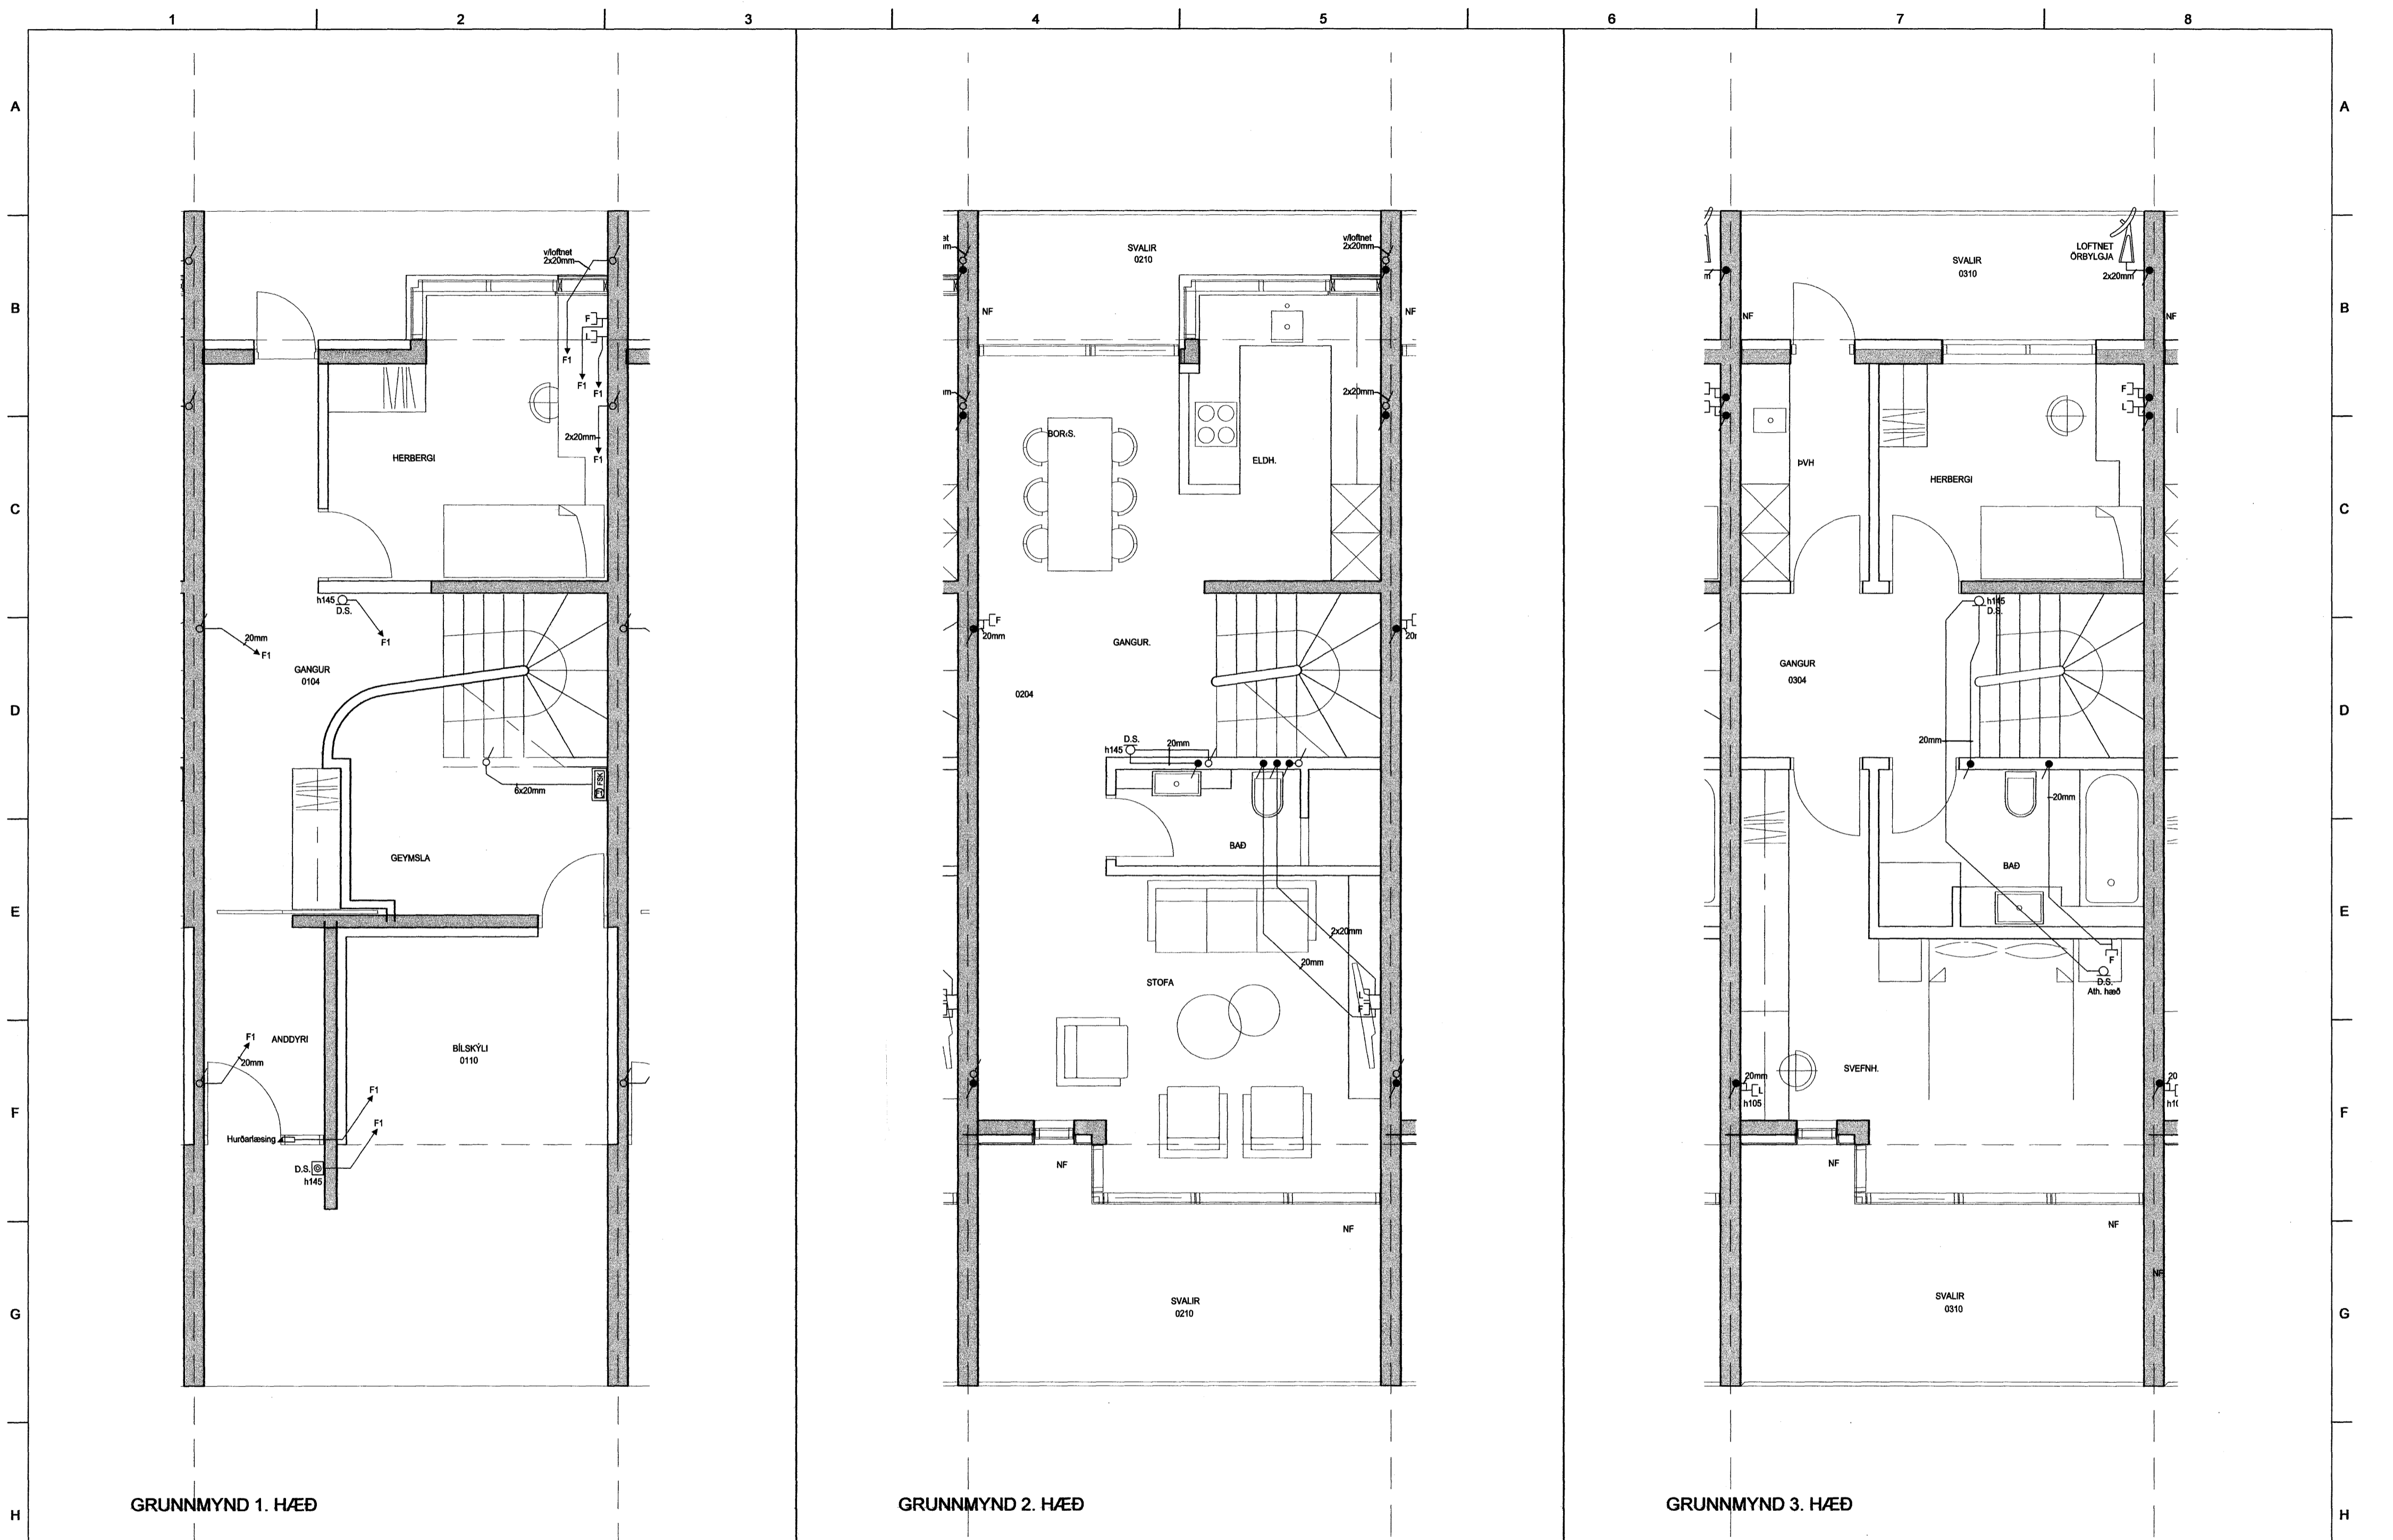 1 2 3 4 5 6 7 8
A A
B B
C C
D D
E E
F F
G G
H H
v/loftnet
2x20mm
F
L
F1
F1
F1
2x20mm
F1
HERBERGI
h145
D.S.
F1
20mm
F1
GANGUR
0104
6x20mm
F1 FSK
GEYMSLA
F1
20mm
ANDDYRI
BÍLSKÝLI
0110
F1
F1
Hurðarlæsing
D.S.
h145
GRUNNMYND 1. HÆÐ
SVALIR
0210
v/loftnet
2x20mm
NF
NF
2x20mm
BORÐS.
ELDH.
F
20mm
GANGUR.
0204
D.S.
h145
20mm
BAÐ
2x20mm
20mm
STOFA
L
F
NF
NF
SVALIR
0210
GRUNNMYND 2. HÆÐ
LOFTNET
ÖRBYLGJA
2x20mm
SVALIR
0310
NF
NF
F
L
ÞVH
HERBERGI
h145
D.S.
GANGUR
0304
20mm
20mm
BAÐ
F
D.S.
Ath. hæð
SVEFNH.
20mm
L
h105
NF
NF
NF
SVALIR
0310
GRUNNMYND 3. HÆÐ